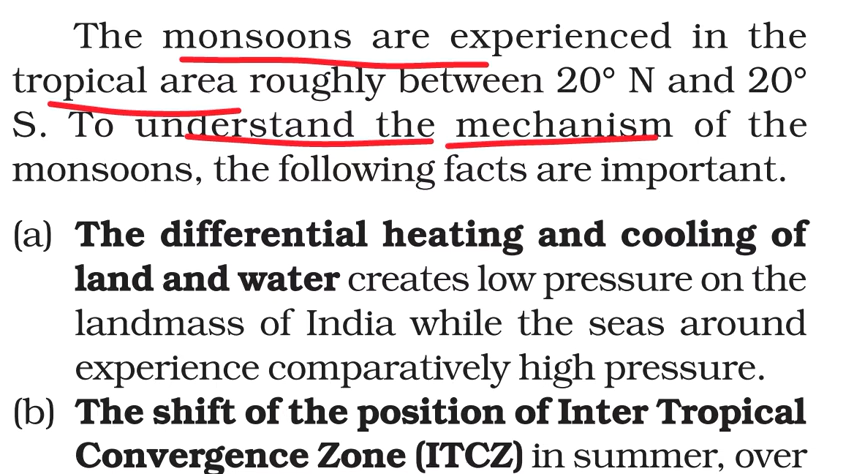 The monsoons are experienced in the
tropical area roughly between 20° N and 20°
S. To understand the mechanism of the
monsoons, the following facts are important.
(a) The differential heating and cooling of
land and water creates low pressure on the
landmass of India while the seas around
experience comparatively high pressure.
(b) The shift of the position of Inter Tropical
Convergence Zone (ITCZ) in summer, over